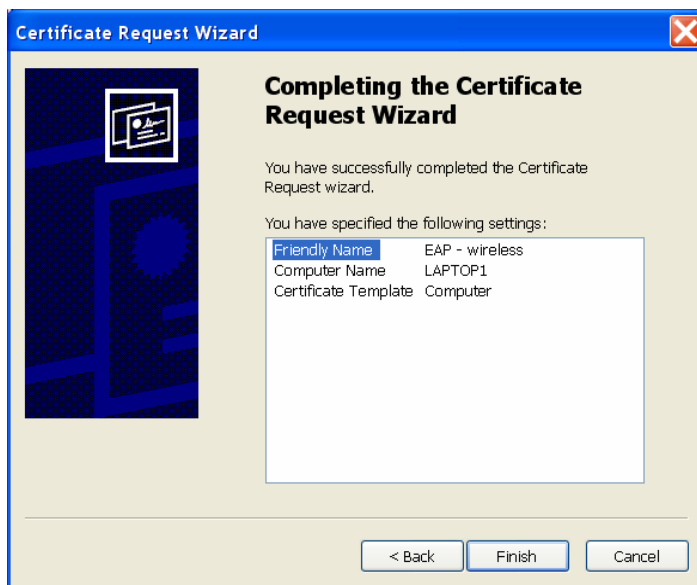 Certificate Request Wizard
Completing the Certificate
Request Wizard
You have successfully completed the Certificate
Request wizard.
You have specified the following settings:
Friendly Name EAP - wireless
Computer Name LAPTOP1
Certificate Template Computer
< Back Finish Cancel